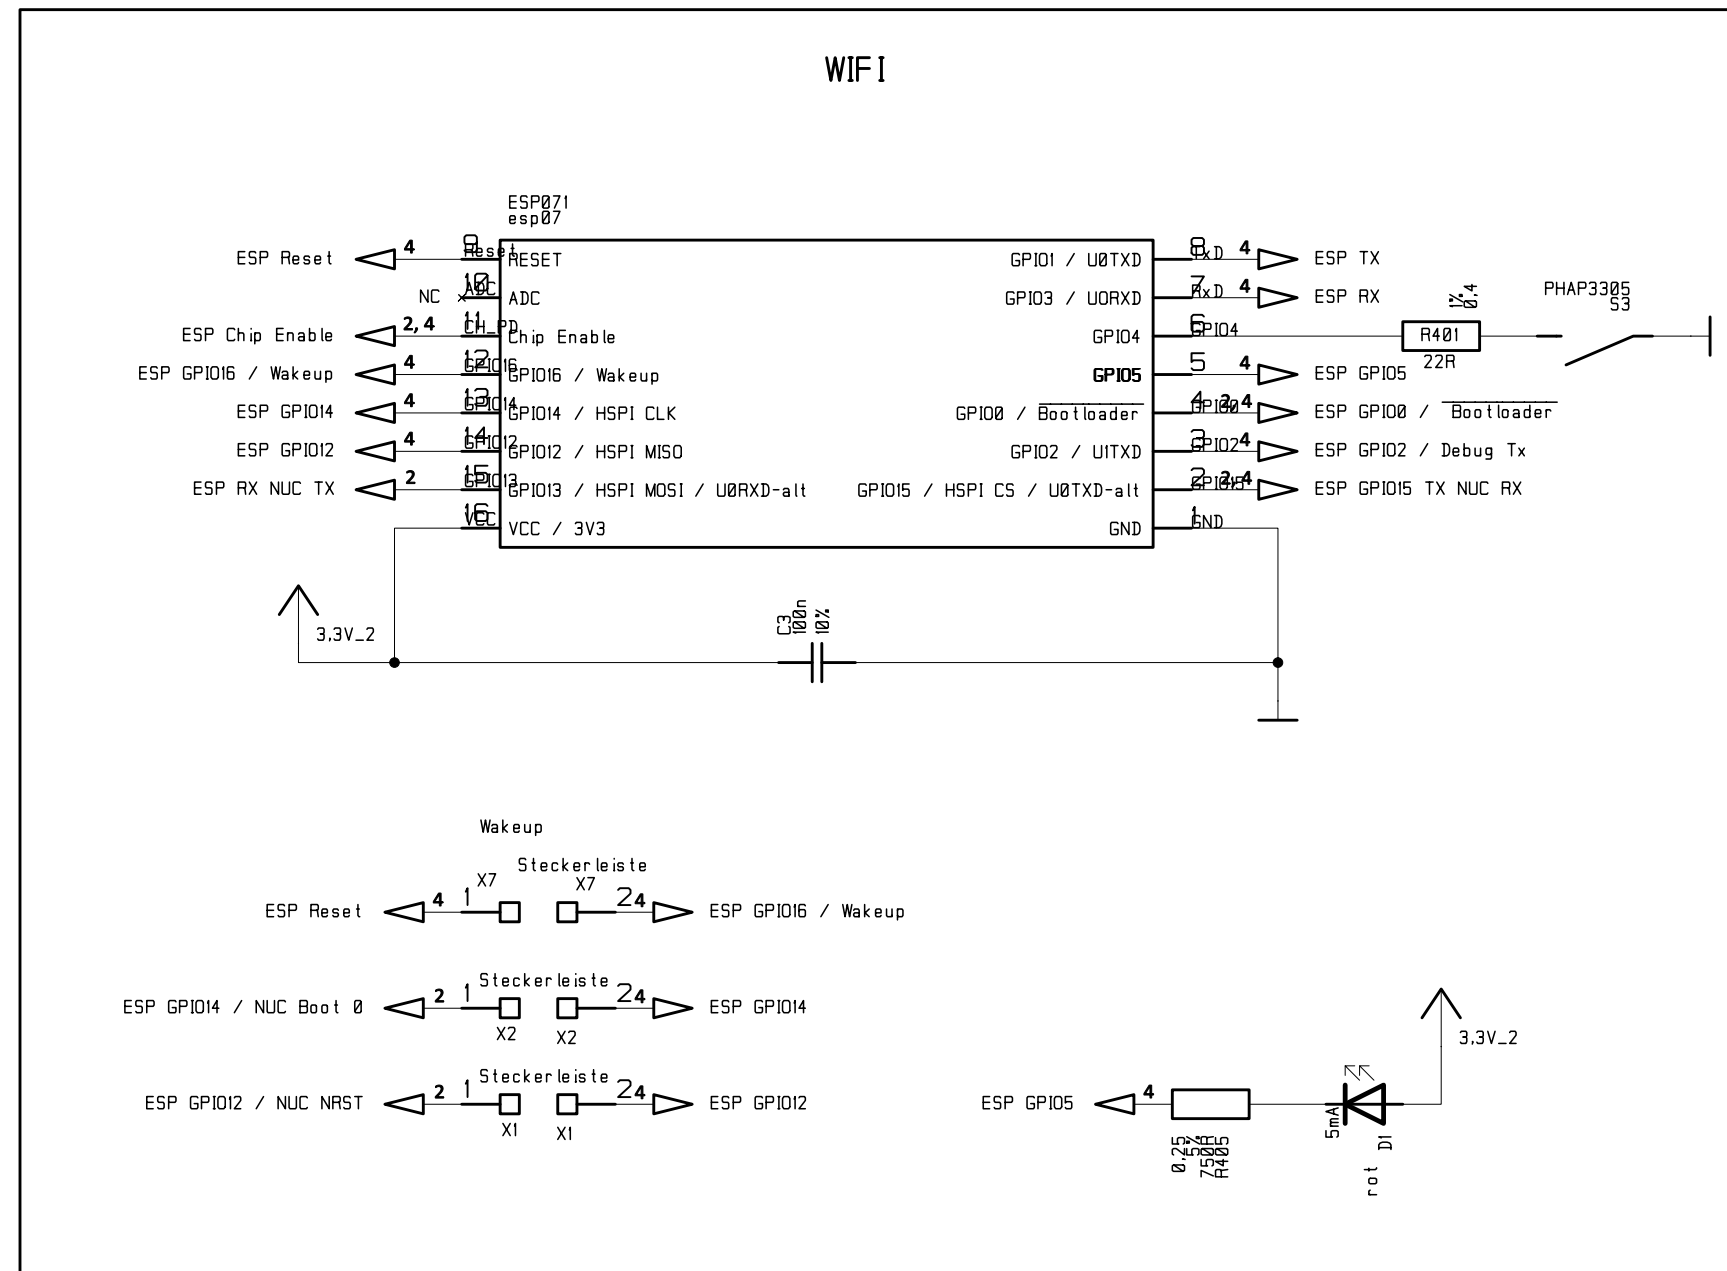 WIFI
ESP071
esp07
ESP Reset 4 9 Reset RESET
GPIO1 / U0TXD 8 TxD 4 ESP TX
NC 10 ADC ADC
GPIO3 / UORXD 7 RxD 4 ESP RX
1%
0,4
PHAP3305
S3
ESP Chip Enable 2,4 11 CH_PD Chip Enable
GPIO4 6 GPIO4 R401
22R
ESP GPIO16 / Wakeup 4 12 GPIO16 GPIO16 / Wakeup
GPIO5 5 4 ESP GPIO5
ESP GPIO14 4 13 GPIO14 GPIO14 / HSPI CLK
GPIO0 / Bootloader 4 GPIO0 2,4 ESP GPIO0 / Bootloader
ESP GPIO12 4 14 GPIO12 GPIO12 / HSPI MISO
GPIO2 / U1TXD 3 GPIO2 4 ESP GPIO2 / Debug Tx
ESP RX NUC TX 2 15 GPIO13 GPIO13 / HSPI MOSI / U0RXD-alt
GPIO15 / HSPI CS / U0TXD-alt 2 GPIO15 2,4 ESP GPIO15 TX NUC RX
16 VCC VCC / 3V3
GND 1 GND
3,3V_2
C3
100n
10%
Wakeup
Steckerleiste
X7 X7
ESP Reset 4 1 2 4 ESP GPIO16 / Wakeup
Steckerleiste
ESP GPIO14 / NUC Boot 0 2 1 2 4 ESP GPIO14
X2 X2
Steckerleiste
ESP GPIO12 / NUC NRST 2 1 2 4 ESP GPIO12
X1 X1
3,3V_2
ESP GPIO5 4
0,25
5%
750R
R405
5mA
D1
rot